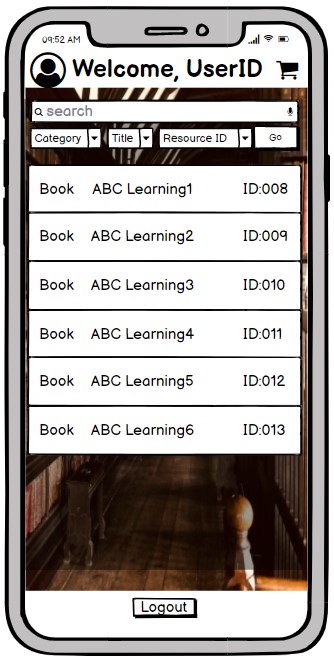 09:52 AM
Welcome, UserID
search
Category Title Resource ID Go
Book ABC Learning1 ID:008
Book ABC Learning2 ID:009
Book ABC Learning3 ID:010
Book ABC Learning4 ID:011
Book ABC Learning5 ID:012
Book ABC Learning6 ID:013
Logout